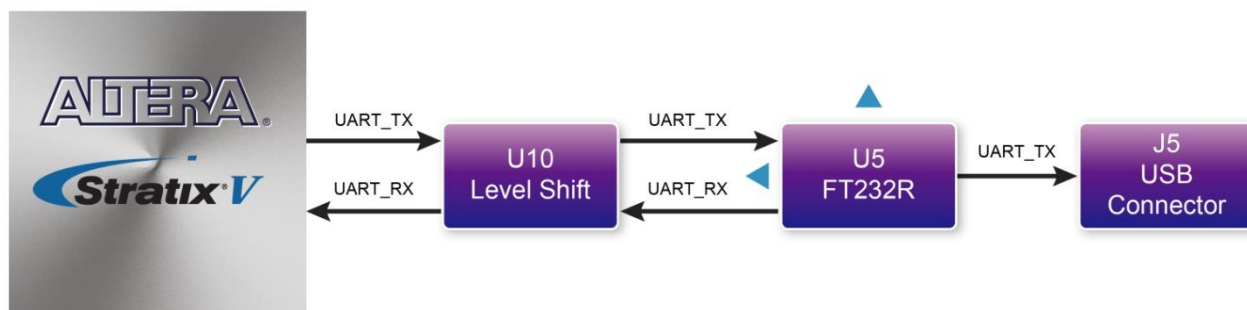 ALTERA®
Stratix® V
UART_TX
UART_RX
U10
Level Shift
UART_TX
UART_RX
U5
FT232R
UART_TX
J5
USB
Connector